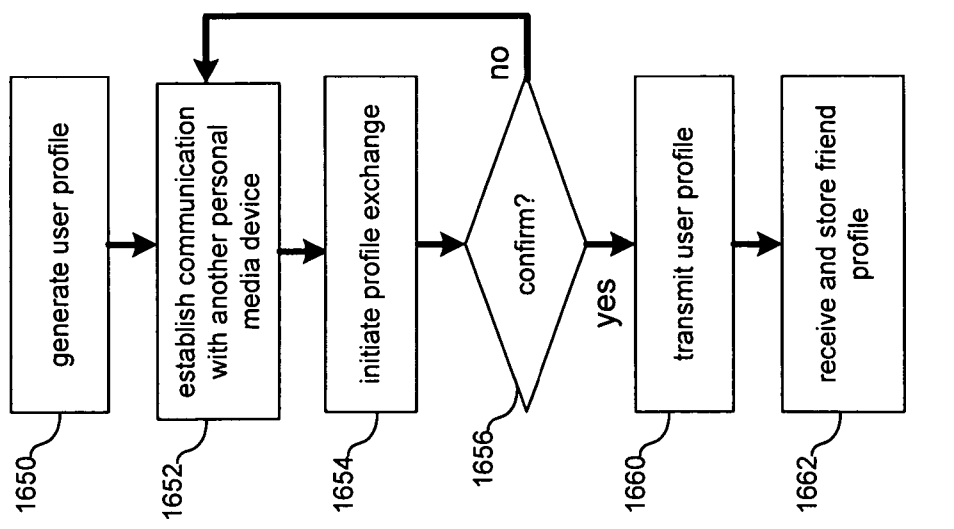 1650
generate user profile
1652
establish communication
with another personal
media device
1654
initiate profile exchange
1656
confirm?
no
yes
1660
transmit user profile
1662
receive and store friend
profile